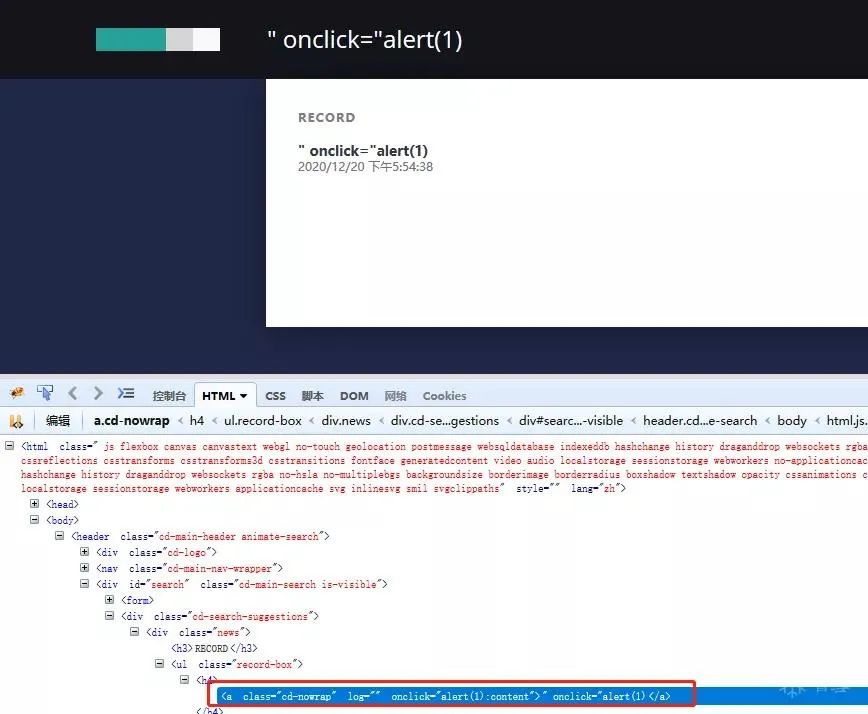 " onclick="alert(1)
RECORD
" onclick="alert(1)
2020/12/20 下午5:54:38
控制台 HTML CSS 脚本 DOM 网络 Cookies
编辑 a.cd-nowrap < h4 < ul.record-box < div.news < div.cd-se...gestions < div#searc...-visible < header.cd...e-search < body < html.js.
<html class=" js flexbox canvas canvastext webgl no-touch geolocation postmessage websqldatabase indexeddb hashchange history draganddrop websockets rgba
cssreflections csstransforms csstransforms3d csstransitions fontface generatedcontent video audio localstorage sessionstorage webworkers no-applicationcac
hashchange history draganddrop websockets rgba no-hsla no-multiplebgs backgroundsize borderimage borderradius boxshadow textshadow opacity cssanimations c
localstorage sessionstorage webworkers applicationcache svg inlinesvg smil svgclippaths" style="" lang="zh">
<head>
<body>
<header class="cd-main-header animate-search">
<div class="cd-logo">
<nav class="cd-main-nav-wrapper">
<div id="search" class="cd-main-search is-visible">
<form>
<div class="cd-search-suggestions">
<div class="news">
<h3>RECORD</h3>
<ul class="record-box">
<h4>
<a class="cd-nowrap" log="" onclick="alert(1):content">" onclick="alert(1)</a>
</h4>